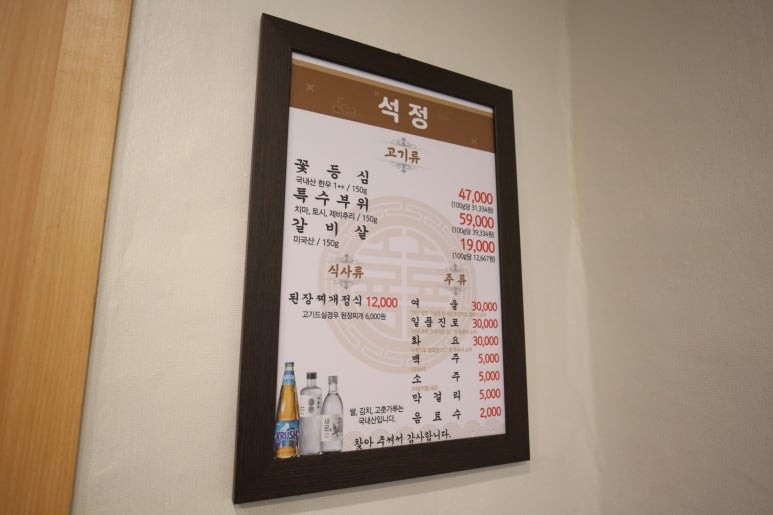 석정
고기류
꽃등심 47,000
국내산 한우 1++ / 150g (100g당 31,334원)
특수부위 59,000
치마, 토시, 제비추리 / 150g (100g당 39,334원)
갈비살 19,000
미국산 / 150g (100g당 12,667원)
식사류
된장찌개정식 12,000
고기드실경우 된장찌개 6,000원
주류
여울 30,000
일품진로 30,000
화요 30,000
맥주 5,000
소주 5,000
막걸리 5,000
음료수 2,000
쌀, 김치, 고춧가루는
국내산입니다.
찾아 주셔서 감사합니다.
KRUSH
새로